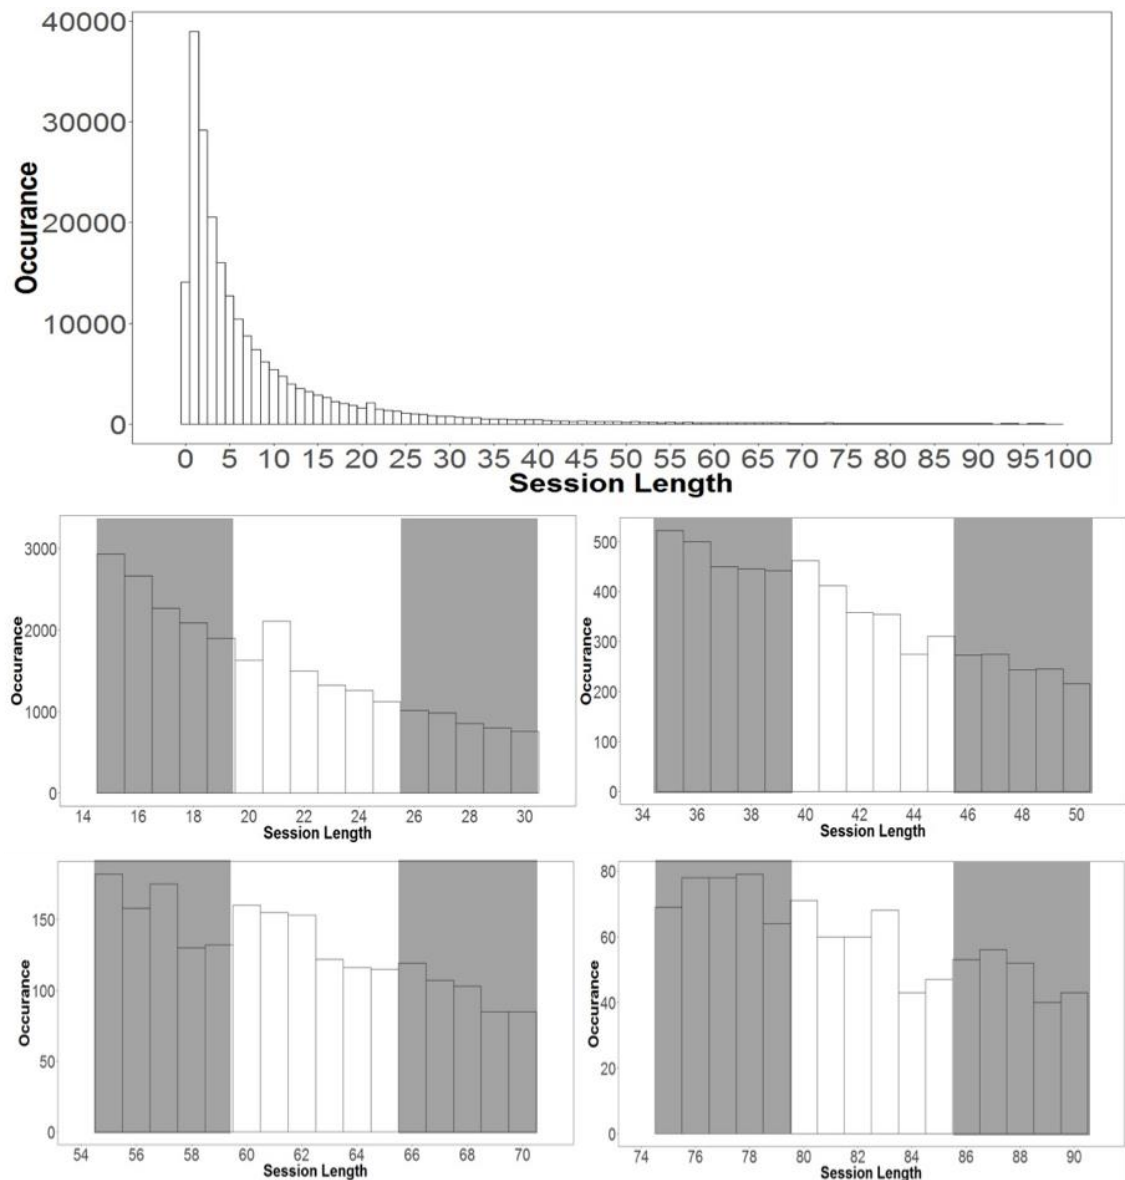 40000
30000
20000
10000
0
Occurance
0 5 10 15 20 25 30 35 40 45 50 55 60 65 70 75 80 85 90 95 100
Session Length
3000
2000
1000
0
Occurance
14 16 18 20 22 24 26 28 30
Session Length
500
400
300
200
100
0
Occurance
34 36 38 40 42 44 46 48 50
Session Length
150
100
50
0
Occurance
54 56 58 60 62 64 66 68 70
Session Length
80
60
40
20
0
Occurance
74 76 78 80 82 84 86 88 90
Session Length